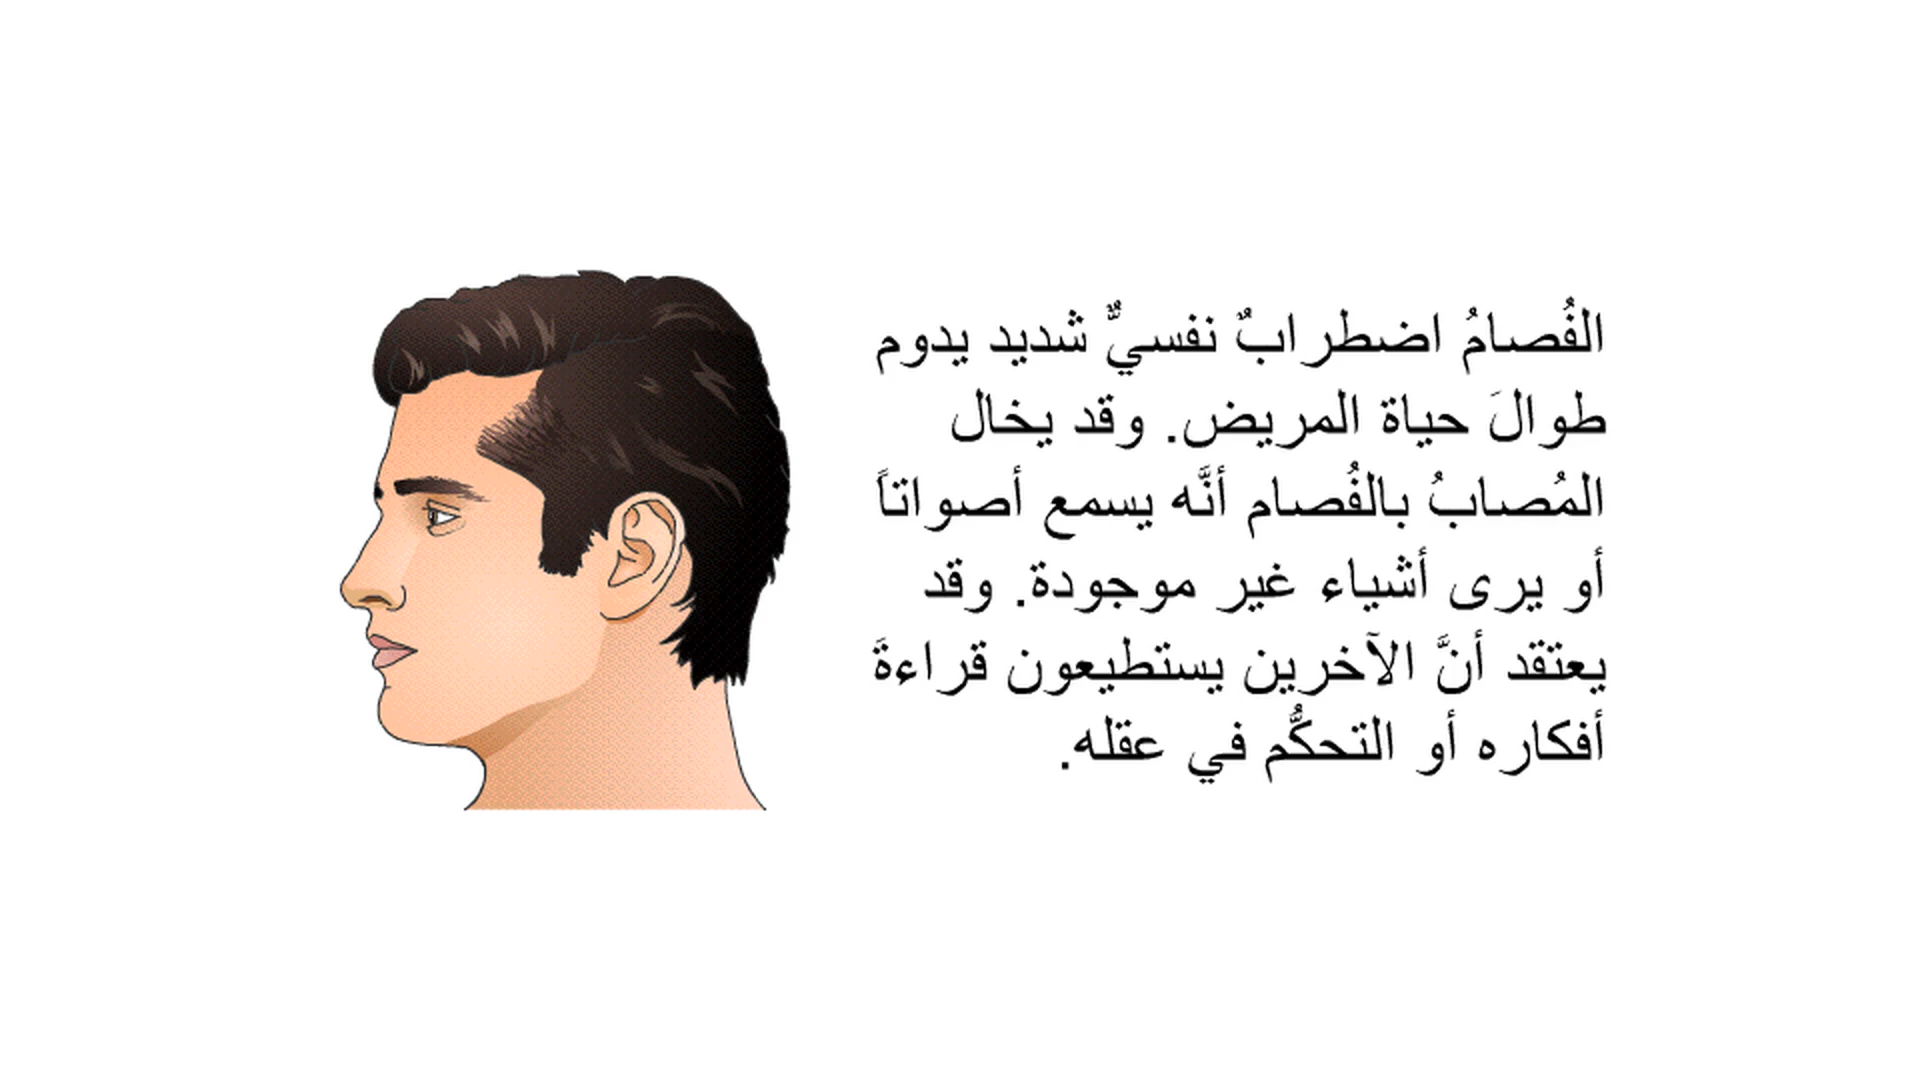 الفُصامُ اضطرابٌ نفسيٌّ شديد يدوم
طوالَ حياة المريض. وقد يخال
المُصابُ بالفُصام أنَّه يسمع أصواتاً
أو يرى أشياء غير موجودة. وقد
يعتقد أنَّ الآخرين يستطيعون قراءةَ
أفكاره أو التحكُّم في عقله.